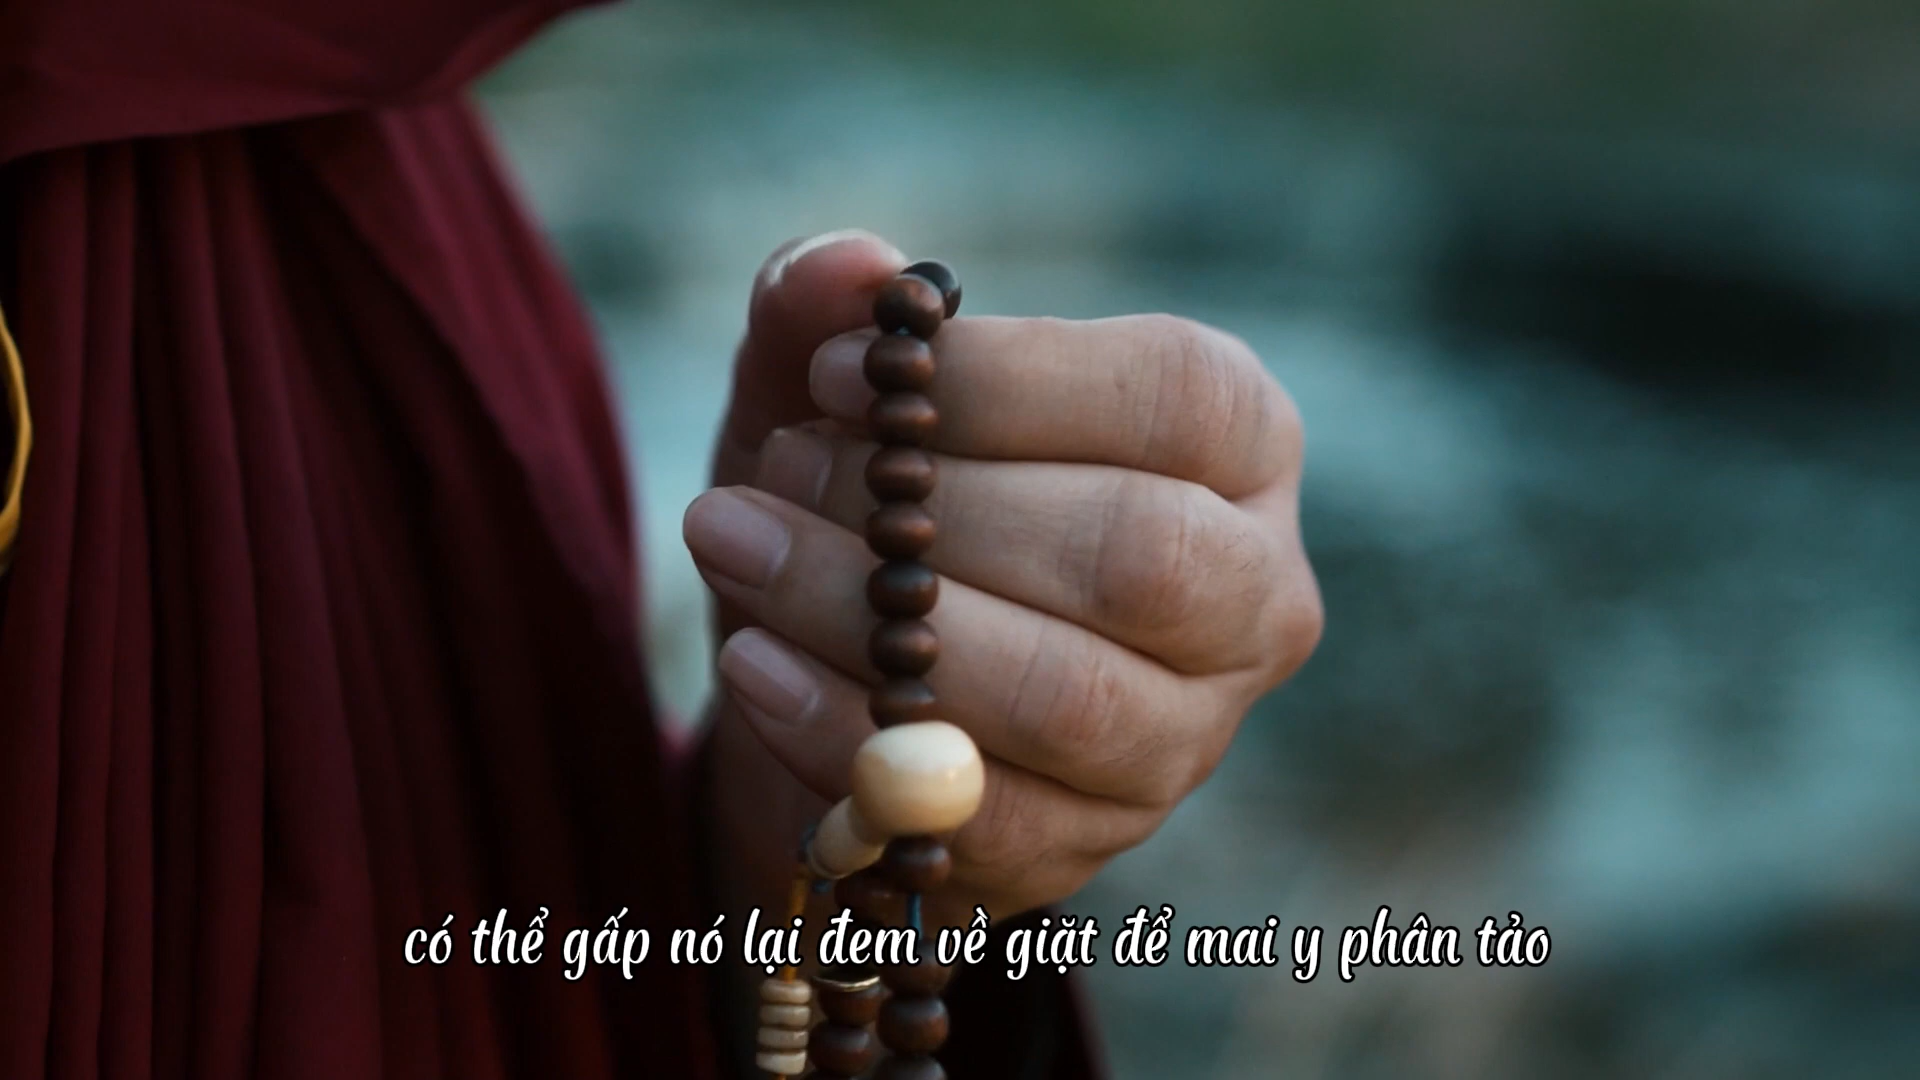 có thể gấp nó lại đem về giặt để mai y phân tảo